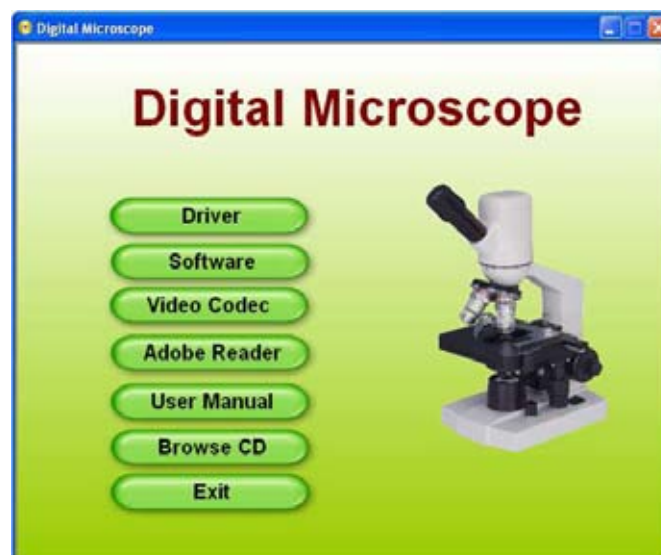 Digital Microscope
Digital Microscope
Driver
Software
Video Codec
Adobe Reader
User Manual
Browse CD
Exit